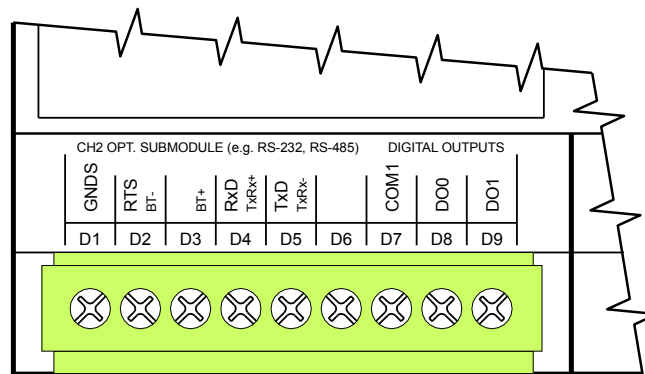 CH2 OPT. SUBMODULE (e.g. RS-232, RS-485) DIGITAL OUTPUTS
GNDS
RTS
BT-
BT+
RxD
TxRx+
TxD
TxRx-
COM1
DO0
DO1
D1 D2 D3 D4 D5 D6 D7 D8 D9